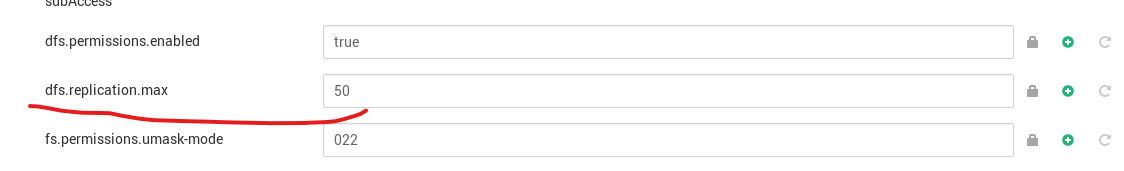 subAccess
dfs.permissions.enabled true
dfs.replication.max 50
fs.permissions.umask-mode 022